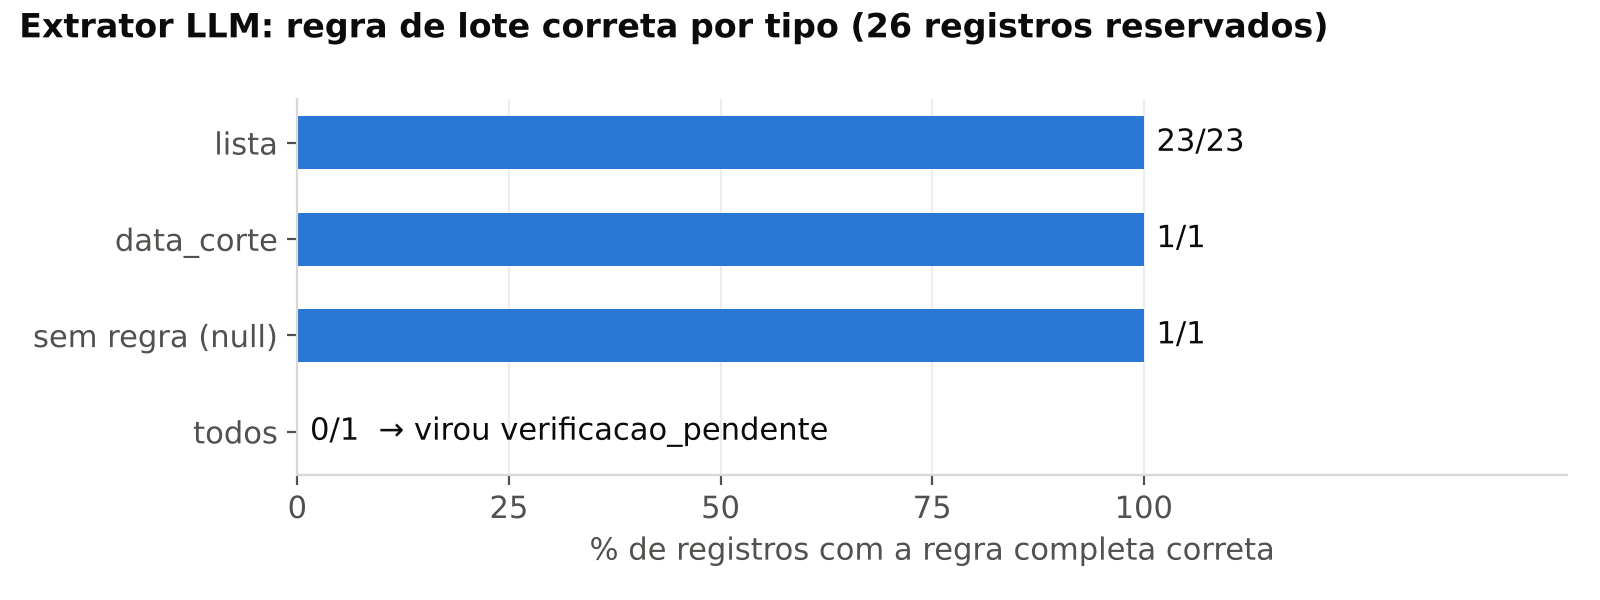 Extrator LLM: regra de lote correta por tipo (26 registros reservados)
lista
23/23
data_corte
1/1
sem regra (null)
1/1
todos
0/1 → virou verificacao_pendente
0 25 50 75 100
% de registros com a regra completa correta